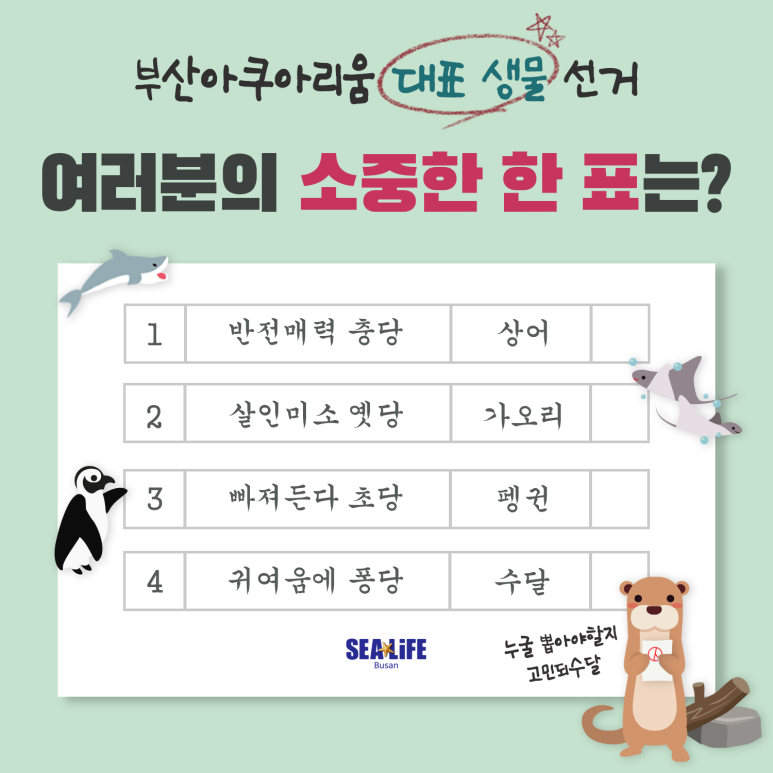 부산아쿠아리움 대표 생물 선거
여러분의 소중한 한 표는?
1 반전매력 충당 상어
2 살인미소 옛당 가오리
3 빠져든다 초당 펭귄
4 귀여움에 퐁당 수달
SEA LIFE
Busan
누굴 뽑아야할지
고민되수달